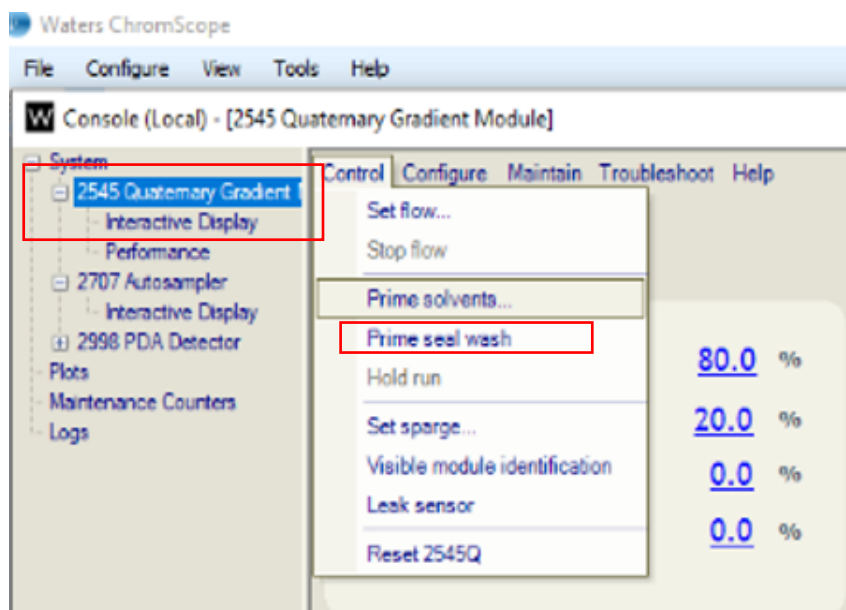 Waters ChromScope
File Configure View Tools Help
W Console (Local) - [2545 Quaternary Gradient Module]
System
2545 Quaternary Gradient
Interactive Display
Performance
2707 Autosampler
Interactive Display
2998 PDA Detector
Plots
Maintenance Counters
Logs
Control Configure Maintain Troubleshoot Help
Set flow...
Stop flow
Prime solvents...
Prime seal wash
Hold run
Set sparge...
Visible module identification
Leak sensor
Reset 2545Q
80.0 %
20.0 %
0.0 %
0.0 %